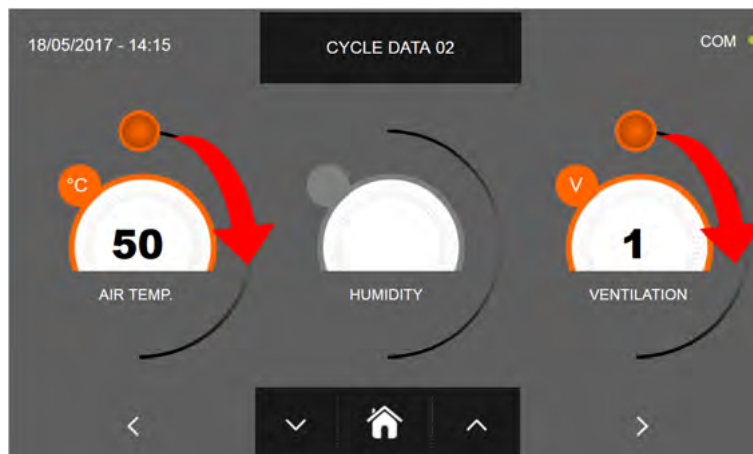 18/05/2017 - 14:15
CYCLE DATA 02
COM
°C
V
50
1
AIR TEMP.
HUMIDITY
VENTILATION